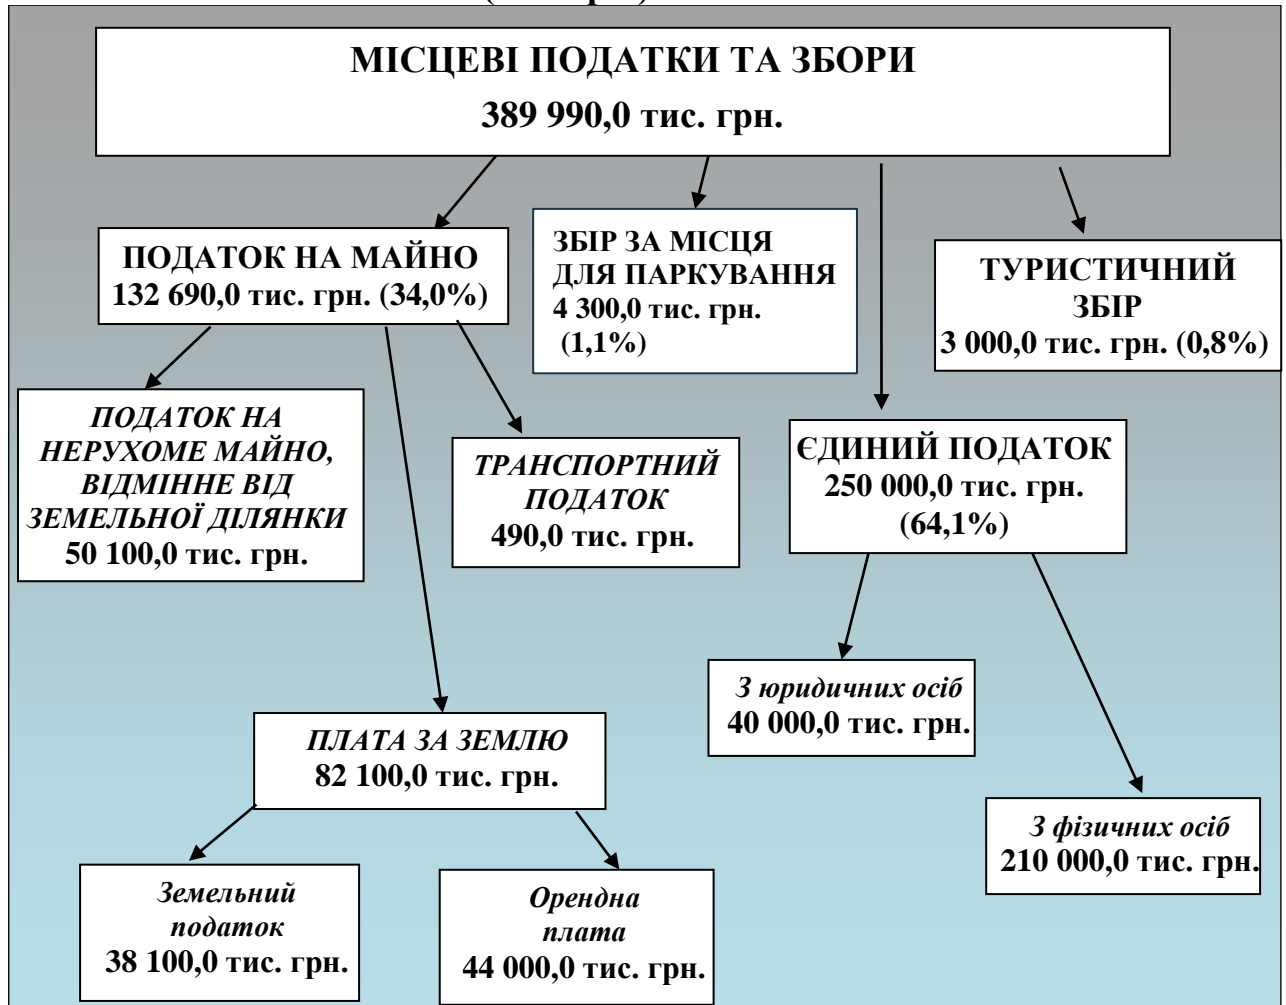 МІСЦЕВІ ПОДАТКИ ТА ЗБОРИ
389 990,0 тис. грн.
ПОДАТОК НА МАЙНО
132 690,0 тис. грн. (34,0%)
ЗБІР ЗА МІСЦЯ
ДЛЯ ПАРКУВАННЯ
4 300,0 тис. грн.
(1,1%)
ТУРИСТИЧНИЙ
ЗБІР
3 000,0 тис. грн. (0,8%)
ПОДАТОК НА
НЕРУХОМЕ МАЙНО,
ВІДМІННЕ ВІД
ЗЕМЕЛЬНОЇ ДІЛЯНКИ
50 100,0 тис. грн.
ТРАНСПОРТНИЙ
ПОДАТОК
490,0 тис. грн.
ЄДИНИЙ ПОДАТОК
250 000,0 тис. грн.
(64,1%)
З юридичних осіб
40 000,0 тис. грн.
ПЛАТА ЗА ЗЕМЛЮ
82 100,0 тис. грн.
З фізичних осіб
210 000,0 тис. грн.
Земельний
податок
38 100,0 тис. грн.
Орендна
плата
44 000,0 тис. грн.